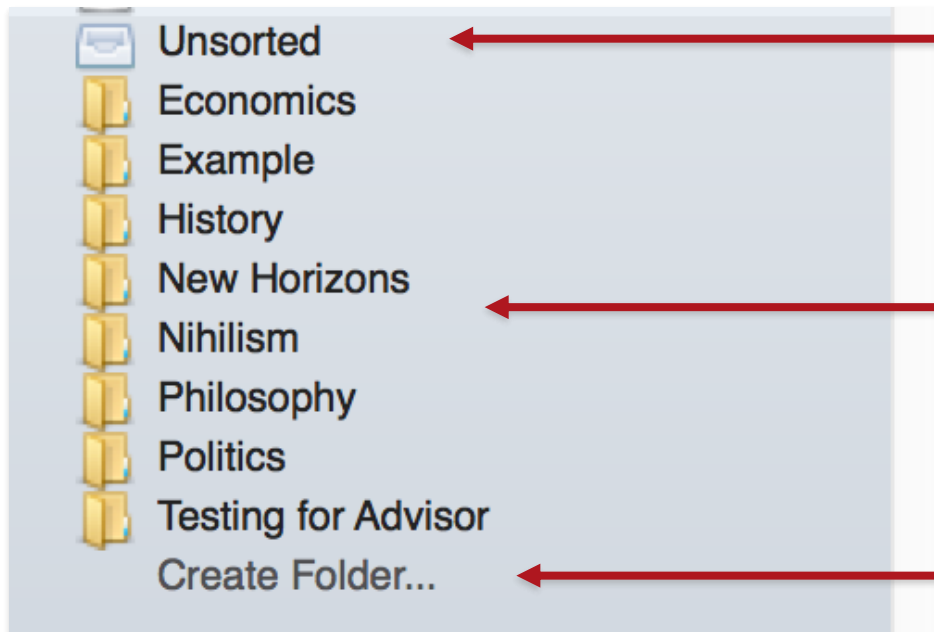 Unsorted
Economics
Example
History
New Horizons
Nihilism
Philosophy
Politics
Testing for Advisor
Create Folder...